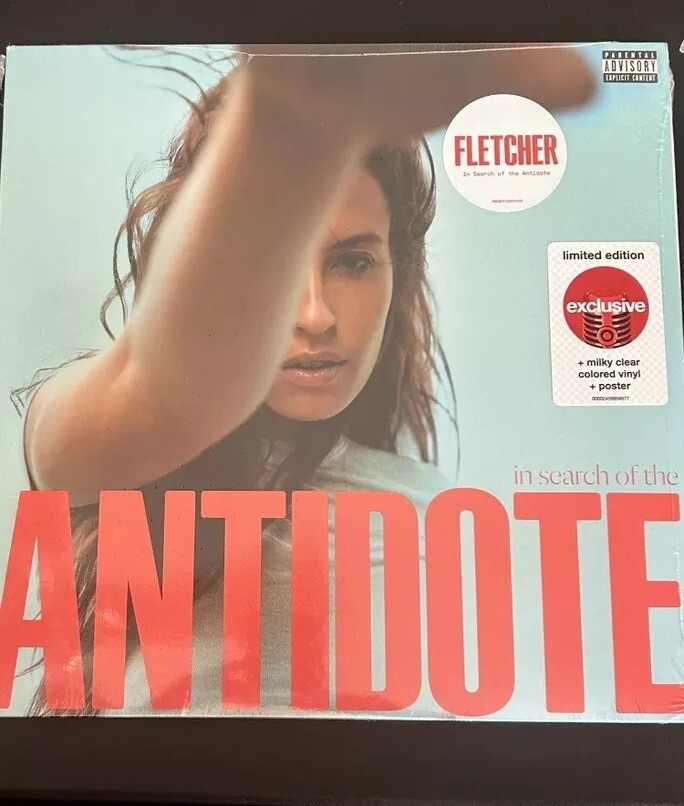 PARENTAL
ADVISORY
EXPLICIT CONTENT
FLETCHER
In Search of the Antidote
limited edition
exclusive
+ milky clear
colored vinyl
+ poster
in search of the
ANTIDOTE